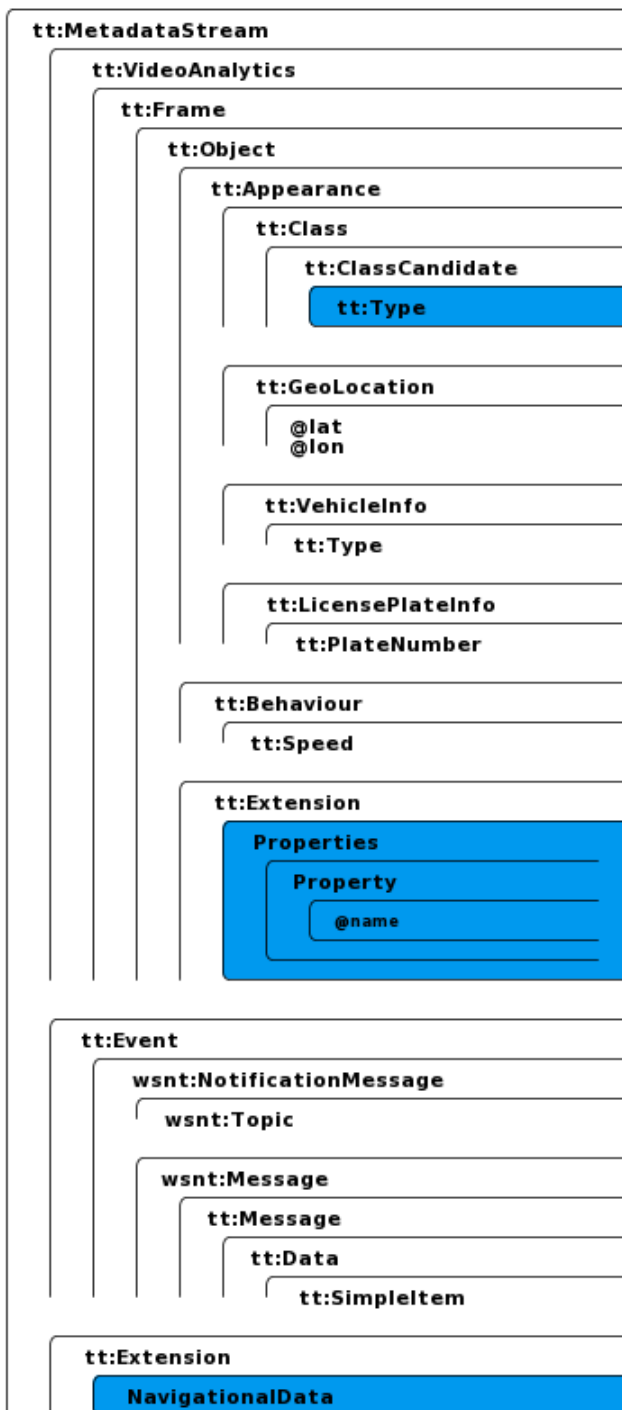 tt:MetadataStream
tt:VideoAnalytics
tt:Frame
tt:Object
tt:Appearance
tt:Class
tt:ClassCandidate
tt:Type
tt:GeoLocation
@lat
@lon
tt:VehicleInfo
tt:Type
tt:LicensePlateInfo
tt:PlateNumber
tt:Behaviour
tt:Speed
tt:Extension
Properties
Property
@name
tt:Event
wsnt:NotificationMessage
wsnt:Topic
wsnt:Message
tt:Message
tt:Data
tt:SimpleItem
tt:Extension
NavigationalData